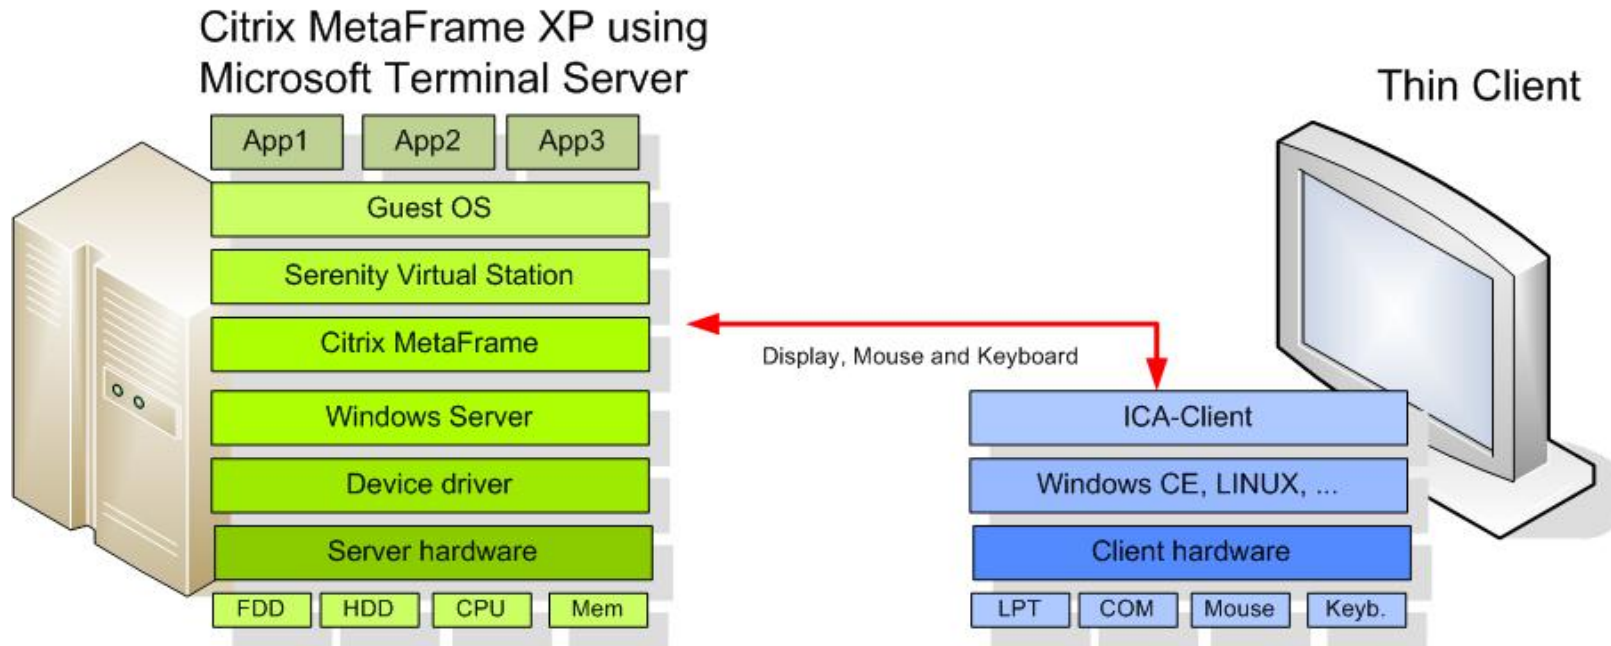 Citrix MetaFrame XP using
Microsoft Terminal Server
Thin Client
App1 App2 App3
Guest OS
Serenity Virtual Station
Citrix MetaFrame
Display, Mouse and Keyboard
Windows Server
Device driver
Server hardware
FDD HDD CPU Mem
ICA-Client
Windows CE, LINUX, ...
Client hardware
LPT COM Mouse Keyb.